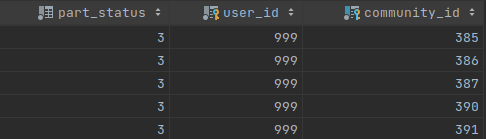 part_status user_id community_id
3 999 385
3 999 386
3 999 387
3 999 390
3 999 391